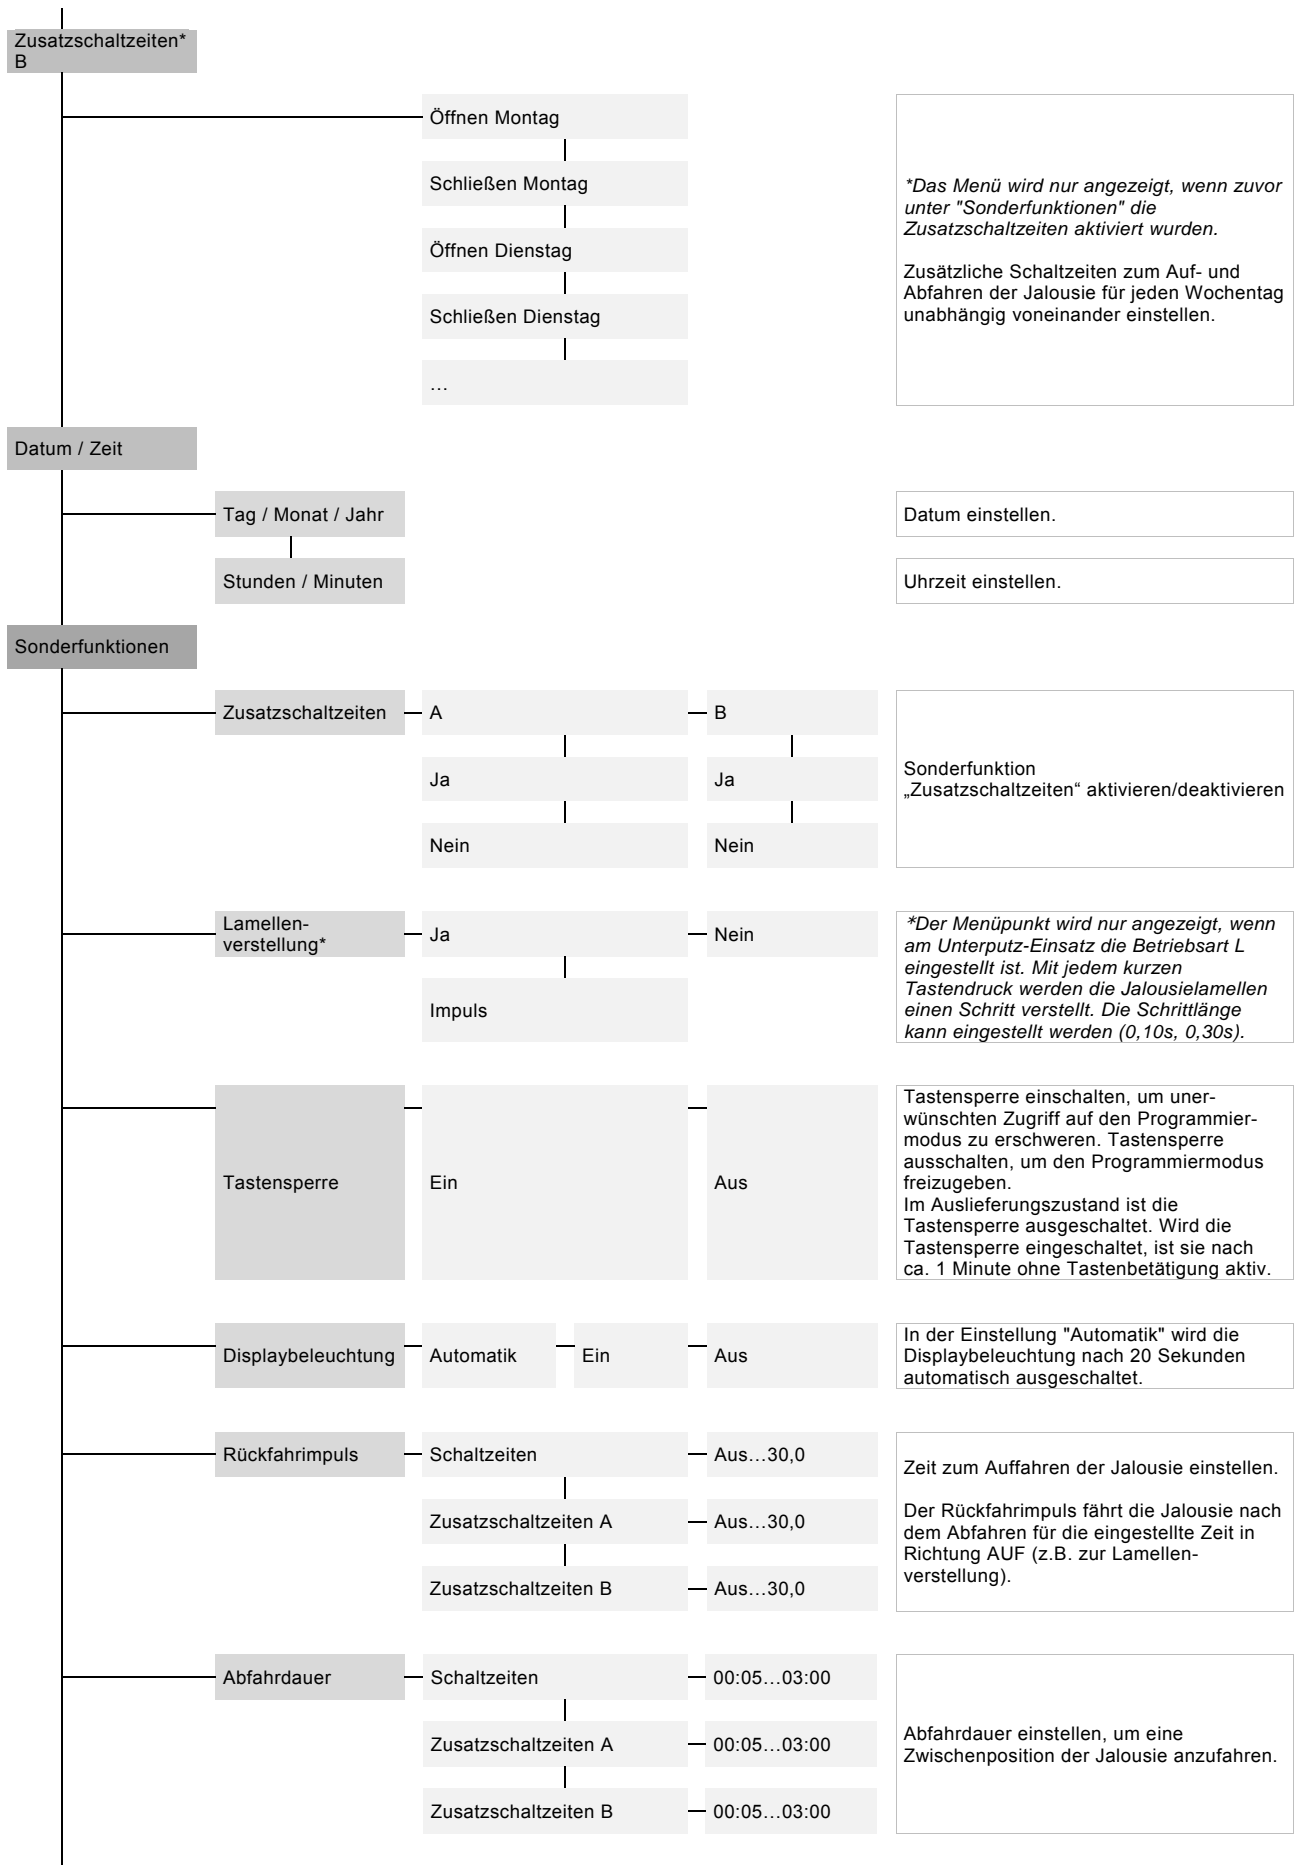 Zusatzschaltzeiten*
B
Öffnen Montag
Schließen Montag
Öffnen Dienstag
Schließen Dienstag
…
*Das Menü wird nur angezeigt, wenn zuvor
unter "Sonderfunktionen" die
Zusatzschaltzeiten aktiviert wurden.
Zusätzliche Schaltzeiten zum Auf- und
Abfahren der Jalousie für jeden Wochentag
unabhängig voneinander einstellen.
Datum / Zeit
Tag / Monat / Jahr
Datum einstellen.
Stunden / Minuten
Uhrzeit einstellen.
Sonderfunktionen
Zusatzschaltzeiten
A
B
Ja
Ja
Nein
Nein
Sonderfunktion
„Zusatzschaltzeiten“ aktivieren/deaktivieren
Lamellen-
verstellung*
Ja
Nein
Impuls
*Der Menüpunkt wird nur angezeigt, wenn
am Unterputz-Einsatz die Betriebsart L
eingestellt ist. Mit jedem kurzen
Tastendruck werden die Jalousielamellen
einen Schritt verstellt. Die Schrittlänge
kann eingestellt werden (0,10s, 0,30s).
Tastensperre
Ein
Aus
Tastensperre einschalten, um uner-
wünschten Zugriff auf den Programmier-
modus zu erschweren. Tastensperre
ausschalten, um den Programmiermodus
freizugeben.
Im Auslieferungszustand ist die
Tastensperre ausgeschaltet. Wird die
Tastensperre eingeschaltet, ist sie nach
ca. 1 Minute ohne Tastenbetätigung aktiv.
Displaybeleuchtung
Automatik
Ein
Aus
In der Einstellung "Automatik" wird die
Displaybeleuchtung nach 20 Sekunden
automatisch ausgeschaltet.
Rückfahrimpuls
Schaltzeiten
Aus…30,0
Zusatzschaltzeiten A
Aus…30,0
Zusatzschaltzeiten B
Aus…30,0
Zeit zum Auffahren der Jalousie einstellen.
Der Rückfahrimpuls fährt die Jalousie nach
dem Abfahren für die eingestellte Zeit in
Richtung AUF (z.B. zur Lamellen-
verstellung).
Abfahrdauer
Schaltzeiten
00:05…03:00
Zusatzschaltzeiten A
00:05…03:00
Zusatzschaltzeiten B
00:05…03:00
Abfahrdauer einstellen, um eine
Zwischenposition der Jalousie anzufahren.